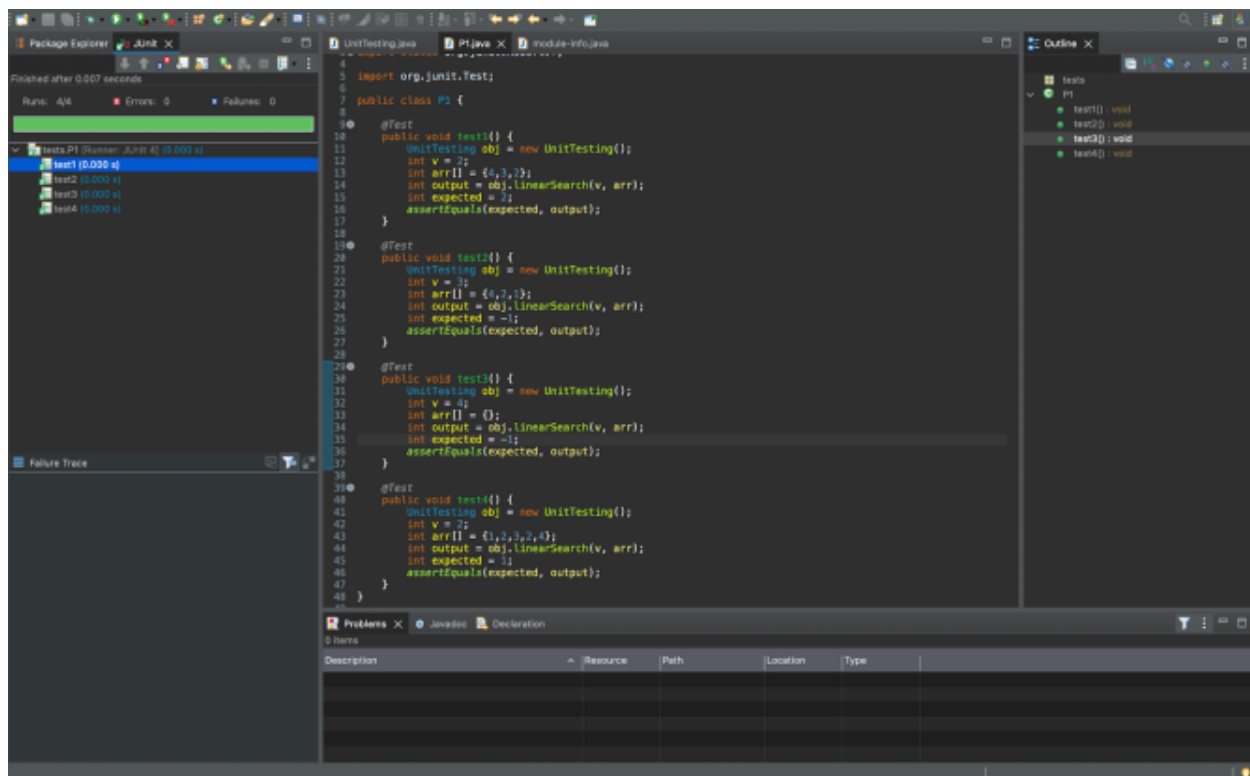 Package Explorer JUnit
Finished after 0.007 seconds
Runs: 4/4 Errors: 0 Failures: 0
tests.P1 [Runner: JUnit 4] (0.000 s)
test1 (0.000 s)
test2 (0.000 s)
test3 (0.000 s)
test4 (0.000 s)
Failure Trace
UnitTesting.java P1.java module-info.java
4
5 import org.junit.Test;
6
7 public class P1 {
8
9 @Test
10 public void test1() {
11 UnitTesting obj = new UnitTesting();
12 int v = 2;
13 int arr[] = {4,3,2};
14 int output = obj.linearSearch(v, arr);
15 int expected = 2;
16 assertEquals(expected, output);
17 }
18
19 @Test
20 public void test2() {
21 UnitTesting obj = new UnitTesting();
22 int v = 3;
23 int arr[] = {4,2,1};
24 int output = obj.linearSearch(v, arr);
25 int expected = -1;
26 assertEquals(expected, output);
27 }
28
29 @Test
30 public void test3() {
31 UnitTesting obj = new UnitTesting();
32 int v = 4;
33 int arr[] = {};
34 int output = obj.linearSearch(v, arr);
35 int expected = -1;
36 assertEquals(expected, output);
37 }
38
39 @Test
40 public void test4() {
41 UnitTesting obj = new UnitTesting();
42 int v = 2;
43 int arr[] = {1,2,3,2,4};
44 int output = obj.linearSearch(v, arr);
45 int expected = 1;
46 assertEquals(expected, output);
47 }
48 }
Outline
tests
P1
test1() : void
test2() : void
test3() : void
test4() : void
Problems Javadoc Declaration
0 items
Description Resource Path Location Type